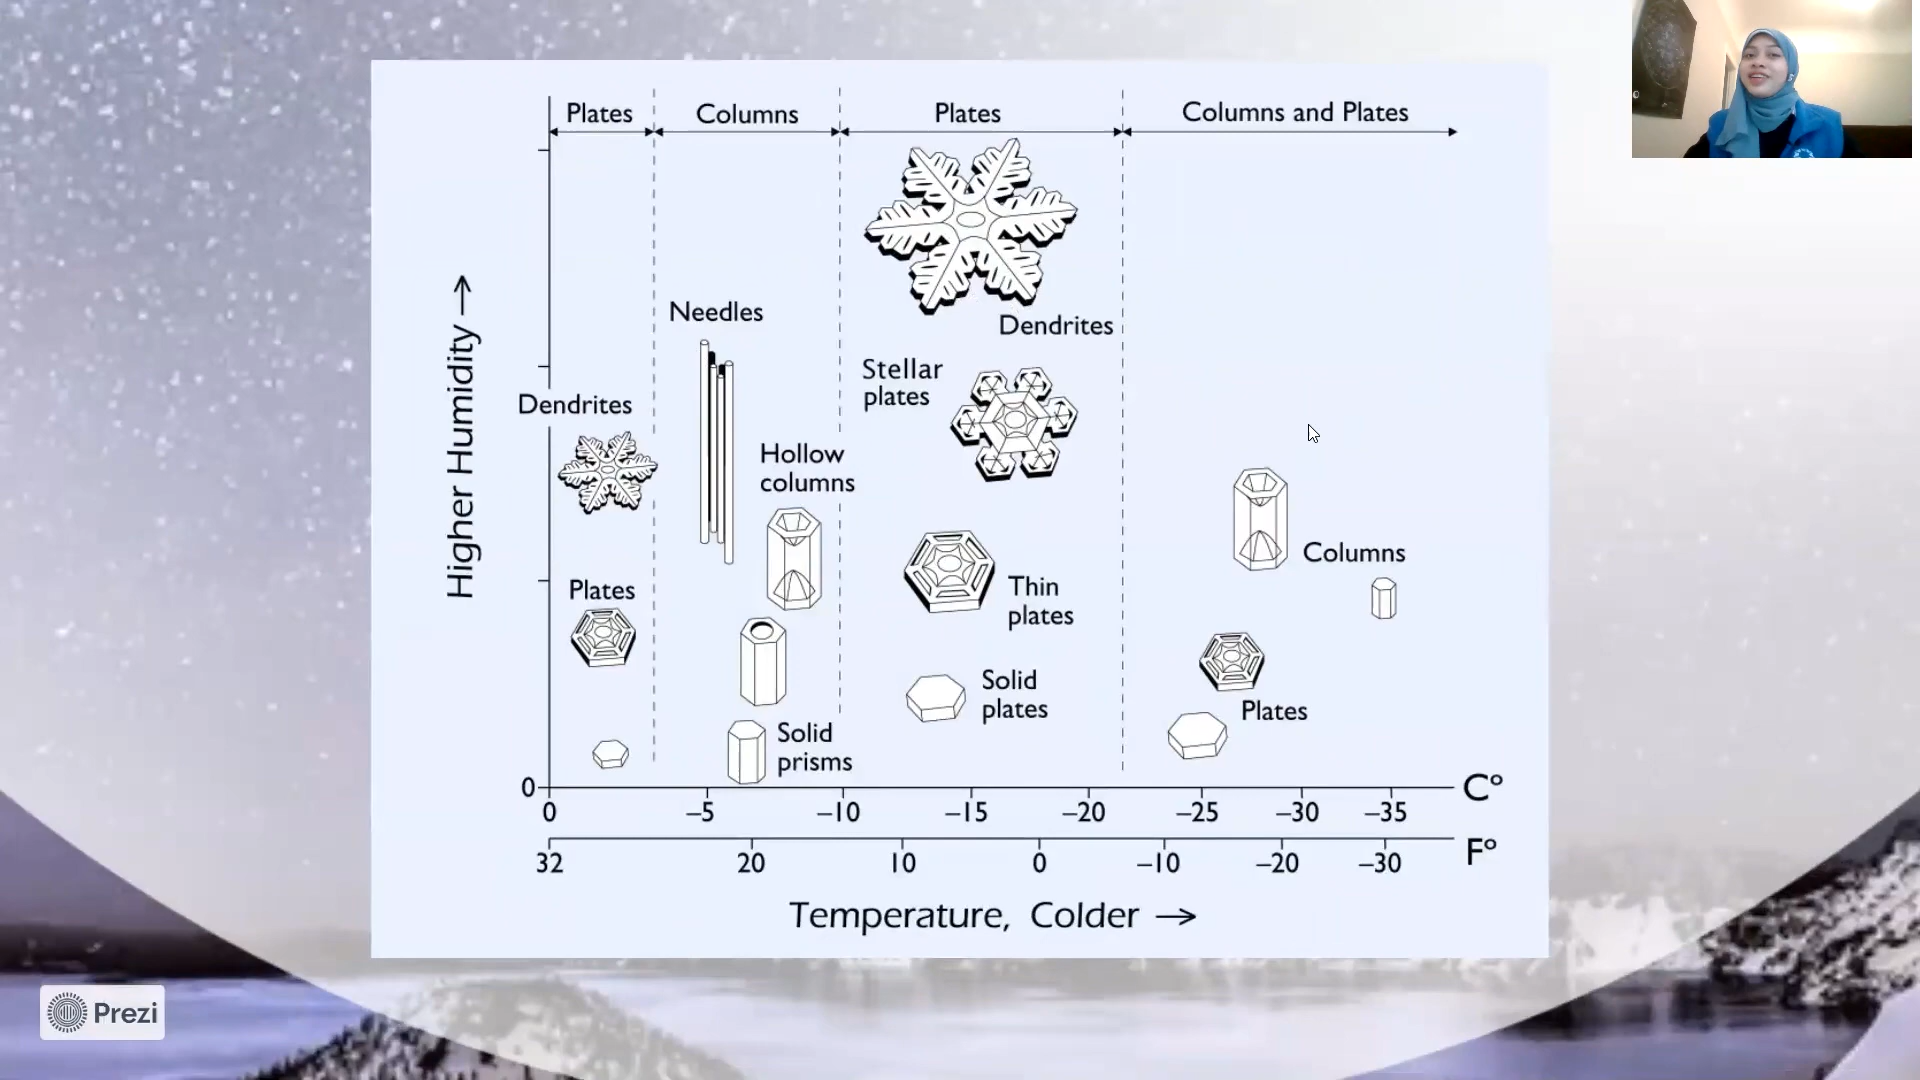 Plates
Columns
Plates
Columns and Plates
Higher Humidity
Dendrites
Plates
Needles
Hollow
columns
Solid
prisms
Dendrites
Stellar
plates
Thin
plates
Solid
plates
Columns
Plates
0
0 –5 –10 –15 –20 –25 –30 –35 C°
32 20 10 0 –10 –20 –30 F°
Temperature, Colder
Prezi